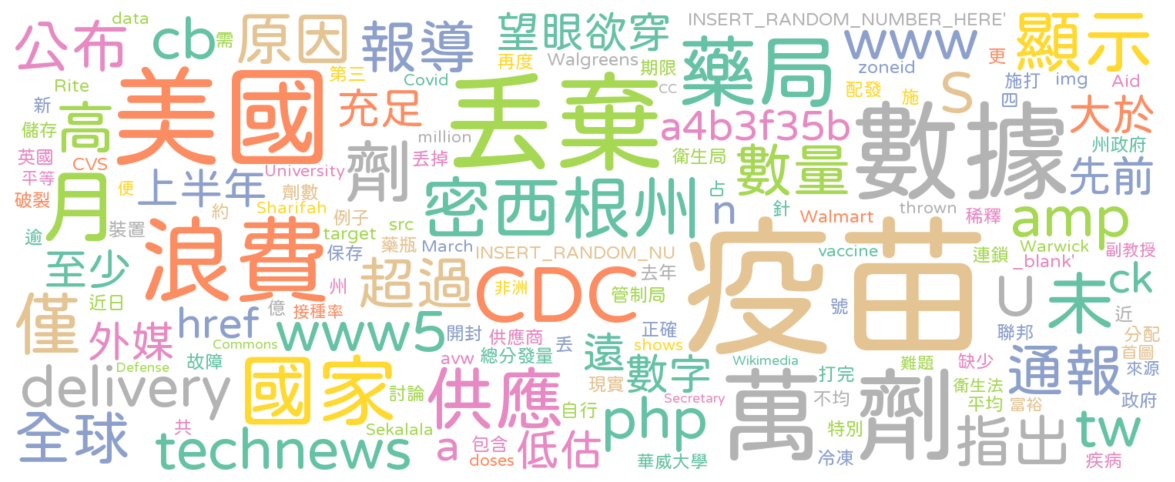 data
INSERT_RANDOM_NUMBER_HERE'
公布
cb
需
原因
報導
望眼欲穿
www
顯示
Rite
第三
Covid
再度
Walgreens
期限
藥局
zoneid
更
新
高
美國
充足
丟棄
cc
配發
S
施打
img
Aid
儲存
million
a4b3f35b
數據
施
四
大於
英國
CVS
劑
丟掉
衛生局
數量
州政府
平等
月
便
上半年
University
密西根州
占
針
先前
破裂
約
劑數
Sharifah
例子
n
Walmart
thrown
稀釋
amp
逾
裝置
浪費
target
src
藥瓶
March
保存
INSERT_RANDOM_NU
疫苗
vaccine
連鎖
Warwick
_blank'
副教授
至少
州
超過
CDC
非洲
去年
管制局
號
U
未
ck
近日
億
接種率
僅
href
www5
開封
供應商
正確
近
外媒
故障
Commons
avw
總分發量
丟
shows
遠
Wikimedia
難題
聯邦
分配
首圖
Defense
缺少
通報
來源
delivery
國家
討論
供應
現實
數字
Secretary
萬劑
打完
不均
衛生法
平均
富裕
政府
全球
共
technews
Sekalala
a
包含
doses
低估
自行
php
華威大學
特別
冷凍
指出
tw
疾病